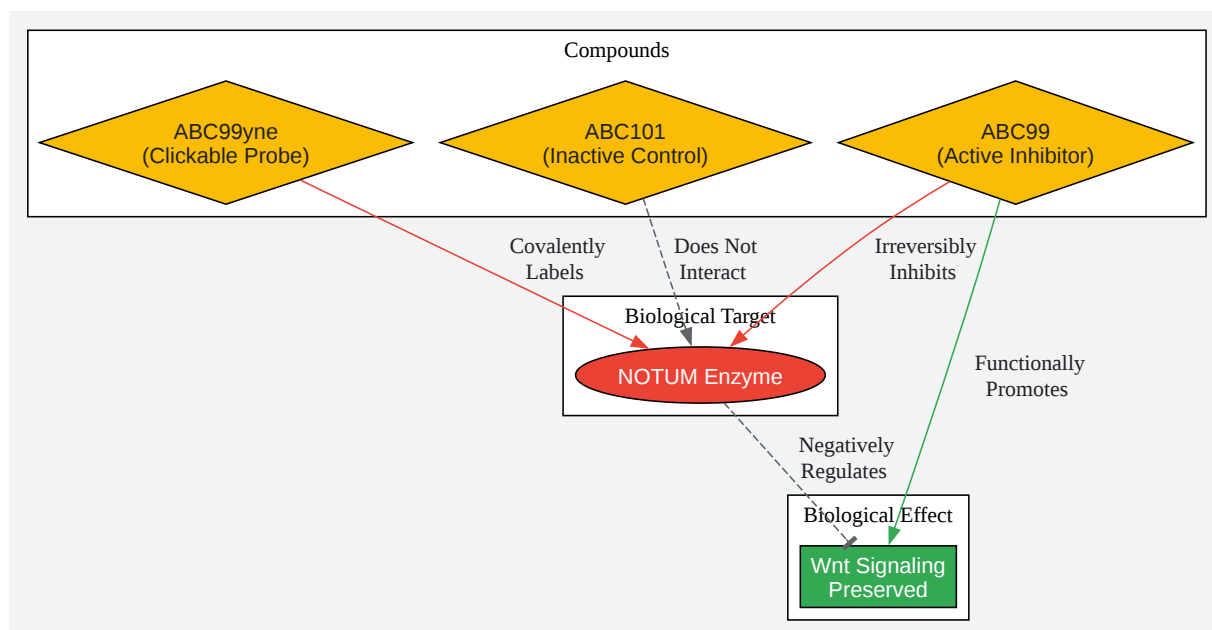 Compounds
ABC99yne
(Clickable Probe)
ABC101
(Inactive Control)
ABC99
(Active Inhibitor)
Covalently
Labels
Does Not
Interact
Irreversibly
Inhibits
Biological Target
NOTUM Enzyme
Functionally
Promotes
Negatively
Regulates
Biological Effect
Wnt Signaling
Preserved